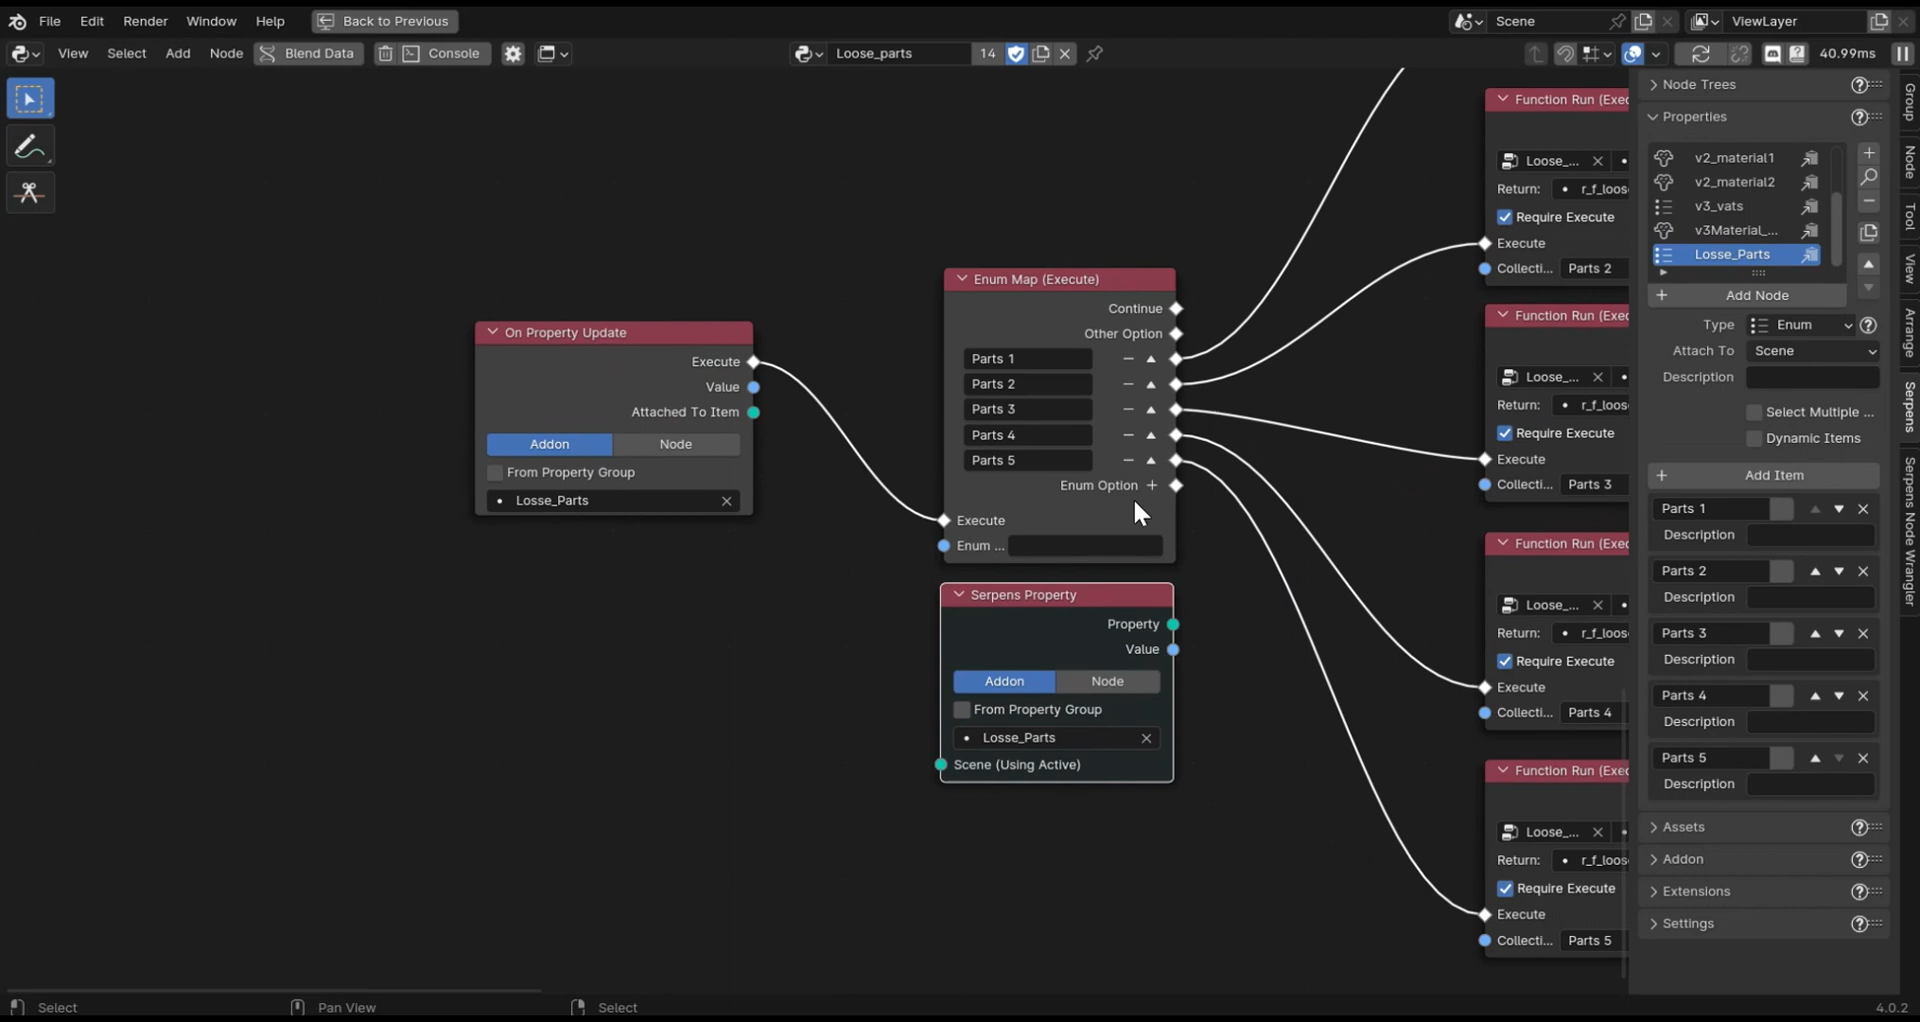 File Edit Render Window Help Back to Previous Scene ViewLayer
View Select Add Node Blend Data Console Loose_parts 14 40.99ms
On Property Update
Execute
Value
Attached To Item
Addon Node
From Property Group
Losse_Parts
Enum Map (Execute)
Continue
Other Option
Parts 1
Parts 2
Parts 3
Parts 4
Parts 5
Enum Option
Execute
Enum ...
Serpens Property
Property
Value
Addon Node
From Property Group
Losse_Parts
Scene (Using Active)
Function Run (Exec
Loose_...
Return: r_f_loos
Require Execute
Execute
Collecti... Parts 2
Function Run (Exec
Loose_...
Return: r_f_loos
Require Execute
Execute
Collecti... Parts 3
Function Run (Exec
Loose_...
Return: r_f_loos
Require Execute
Execute
Collecti... Parts 4
Function Run (Exec
Loose_...
Return: r_f_loos
Require Execute
Execute
Collecti... Parts 5
Node Trees
Properties
v2_material1
v2_material2
v3_vats
v3Material_...
Losse_Parts
Add Node
Type Enum
Attach To Scene
Description
Select Multiple ...
Dynamic Items
Add Item
Parts 1
Description
Parts 2
Description
Parts 3
Description
Parts 4
Description
Parts 5
Description
Assets
Addon
Extensions
Settings
Group
Node
Tool
View
Arrange
Serpens
Serpens Node Wrangler
Select Pan View Select 4.0.2